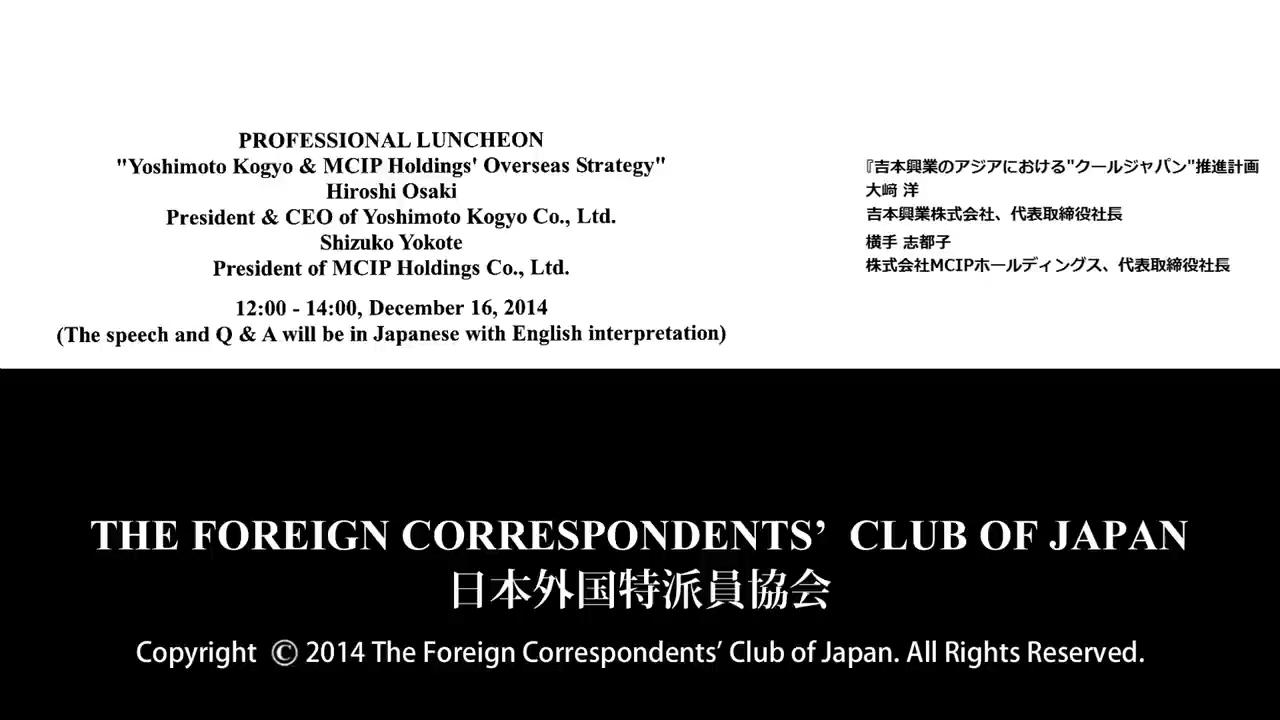 PROFESSIONAL LUNCHEON
"Yoshimoto Kogyo & MCIP Holdings' Overseas Strategy"
Hiroshi Osaki
President & CEO of Yoshimoto Kogyo Co., Ltd.
Shizuko Yokote
President of MCIP Holdings Co., Ltd.
12:00 - 14:00, December 16, 2014
(The speech and Q & A will be in Japanese with English interpretation)
『吉本興業のアジアにおける"クールジャパン"推進計画
大﨑 洋
吉本興業株式会社、代表取締役社長
横手 志都子
株式会社MCIPホールディングス、代表取締役社長
THE FOREIGN CORRESPONDENTS’ CLUB OF JAPAN
日本外国特派員協会
Copyright © 2014 The Foreign Correspondents’ Club of Japan. All Rights Reserved.